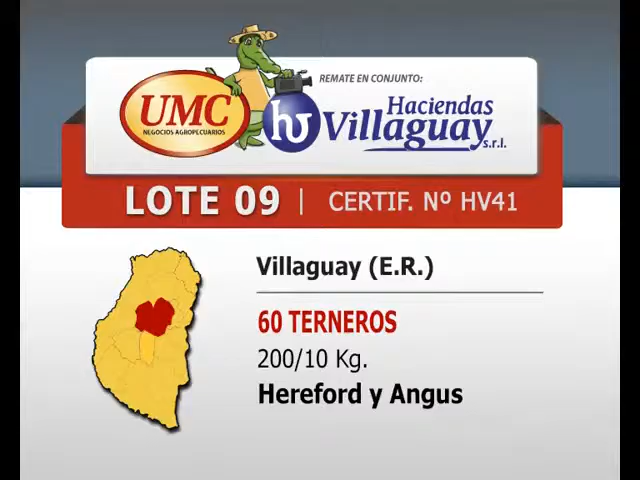 REMATE EN CONJUNTO:
UMC
NEGOCIOS AGROPECUARIOS
hv
Haciendas
Villaguay
s.r.l.
LOTE 09 | CERTIF. Nº HV41
Villaguay (E.R.)
60 TERNEROS
200/10 Kg.
Hereford y Angus